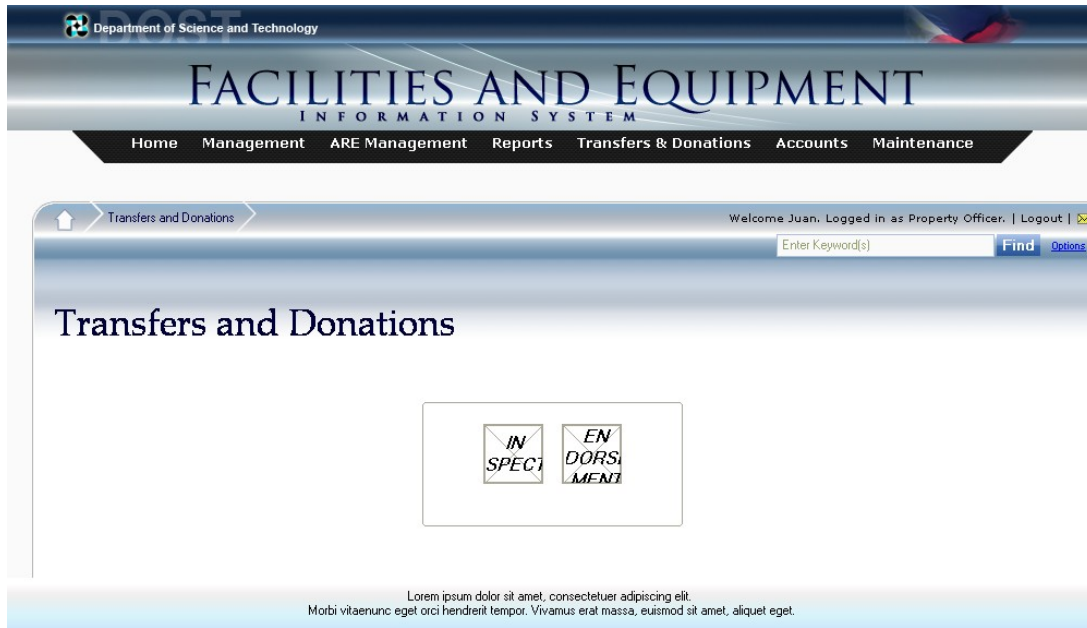 DOST
Department of Science and Technology
FACILITIES AND EQUIPMENT
INFORMATION SYSTEM
Home Management ARE Management Reports Transfers & Donations Accounts Maintenance
Transfers and Donations Welcome Juan. Logged in as Property Officer. | Logout |
Enter Keyword(s) Find Options
Transfers and Donations
IN
SPECT
EN
DORSE
MENT
Lorem ipsum dolor sit amet, consectetuer adipiscing elit.
Morbi vitaenunc eget orci hendrerit tempor. Vivamus erat massa, euismod sit amet, aliquet eget.